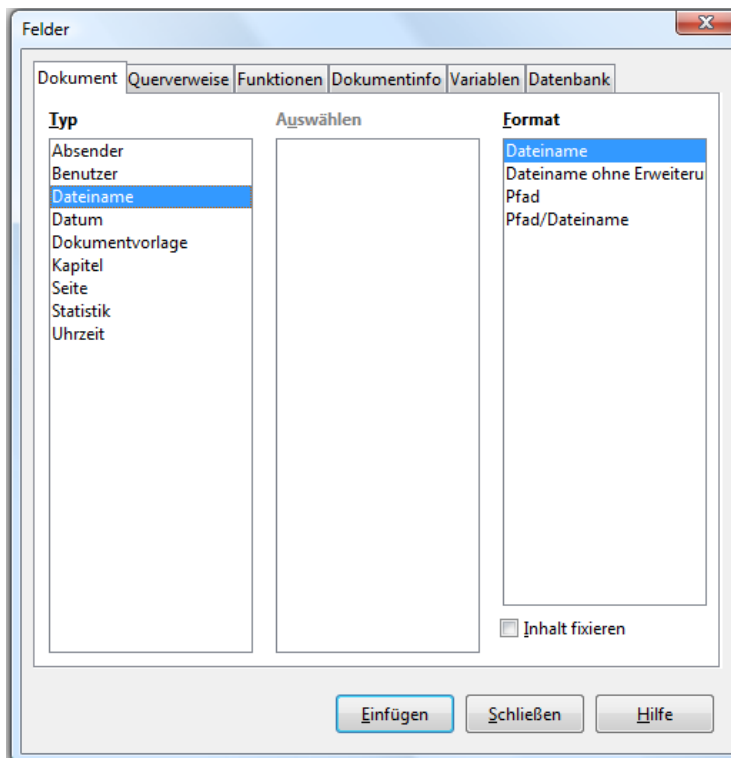 Felder
Dokument Querverweise Funktionen Dokumentinfo Variablen Datenbank
Typ
Absender
Benutzer
Dateiname
Datum
Dokumentvorlage
Kapitel
Seite
Statistik
Uhrzeit
Auswählen
Format
Dateiname
Dateiname ohne Erweiteru
Pfad
Pfad/Dateiname
Inhalt fixieren
Einfügen Schließen Hilfe